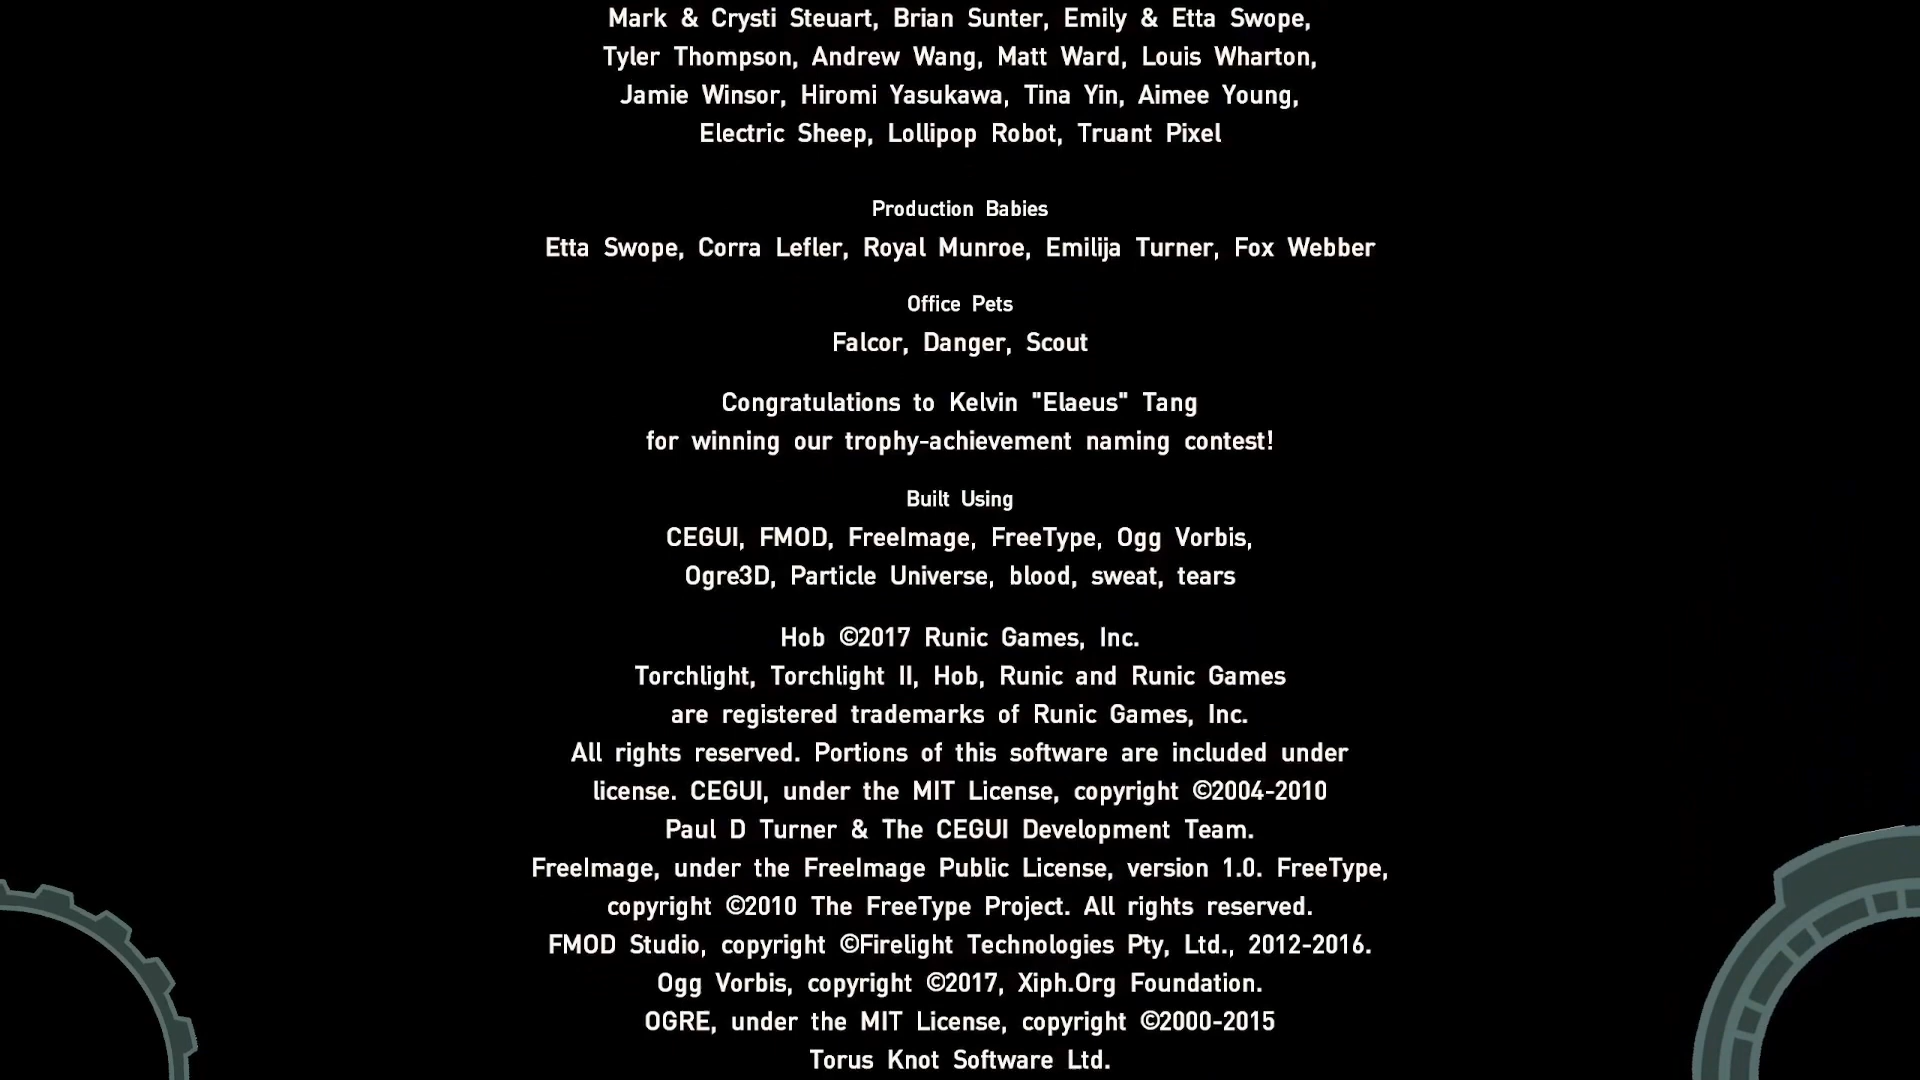 Mark & Crysti Steuart, Brian Sunter, Emily & Etta Swope,
Tyler Thompson, Andrew Wang, Matt Ward, Louis Wharton,
Jamie Winsor, Hiromi Yasukawa, Tina Yin, Aimee Young,
Electric Sheep, Lollipop Robot, Truant Pixel
Production Babies
Etta Swope, Corra Lefler, Royal Munroe, Emilija Turner, Fox Webber
Office Pets
Falcor, Danger, Scout
Congratulations to Kelvin "Elaeus" Tang
for winning our trophy-achievement naming contest!
Built Using
CEGUI, FMOD, FreeImage, FreeType, Ogg Vorbis,
Ogre3D, Particle Universe, blood, sweat, tears
Hob ©2017 Runic Games, Inc.
Torchlight, Torchlight II, Hob, Runic and Runic Games
are registered trademarks of Runic Games, Inc.
All rights reserved. Portions of this software are included under
license. CEGUI, under the MIT License, copyright ©2004-2010
Paul D Turner & The CEGUI Development Team.
FreeImage, under the FreeImage Public License, version 1.0. FreeType,
copyright ©2010 The FreeType Project. All rights reserved.
FMOD Studio, copyright ©Firelight Technologies Pty, Ltd., 2012-2016.
Ogg Vorbis, copyright ©2017, Xiph.Org Foundation.
OGRE, under the MIT License, copyright ©2000-2015
Torus Knot Software Ltd.